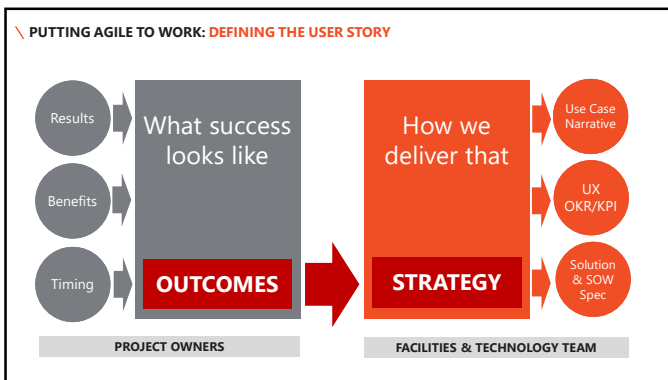 \ PUTTING AGILE TO WORK: DEFINING THE USER STORY
Results
Benefits
Timing
What success
looks like
OUTCOMES
How we
deliver that
STRATEGY
Use Case
Narrative
UX
OKR/KPI
Solution
& SOW
Spec
PROJECT OWNERS
FACILITIES & TECHNOLOGY TEAM